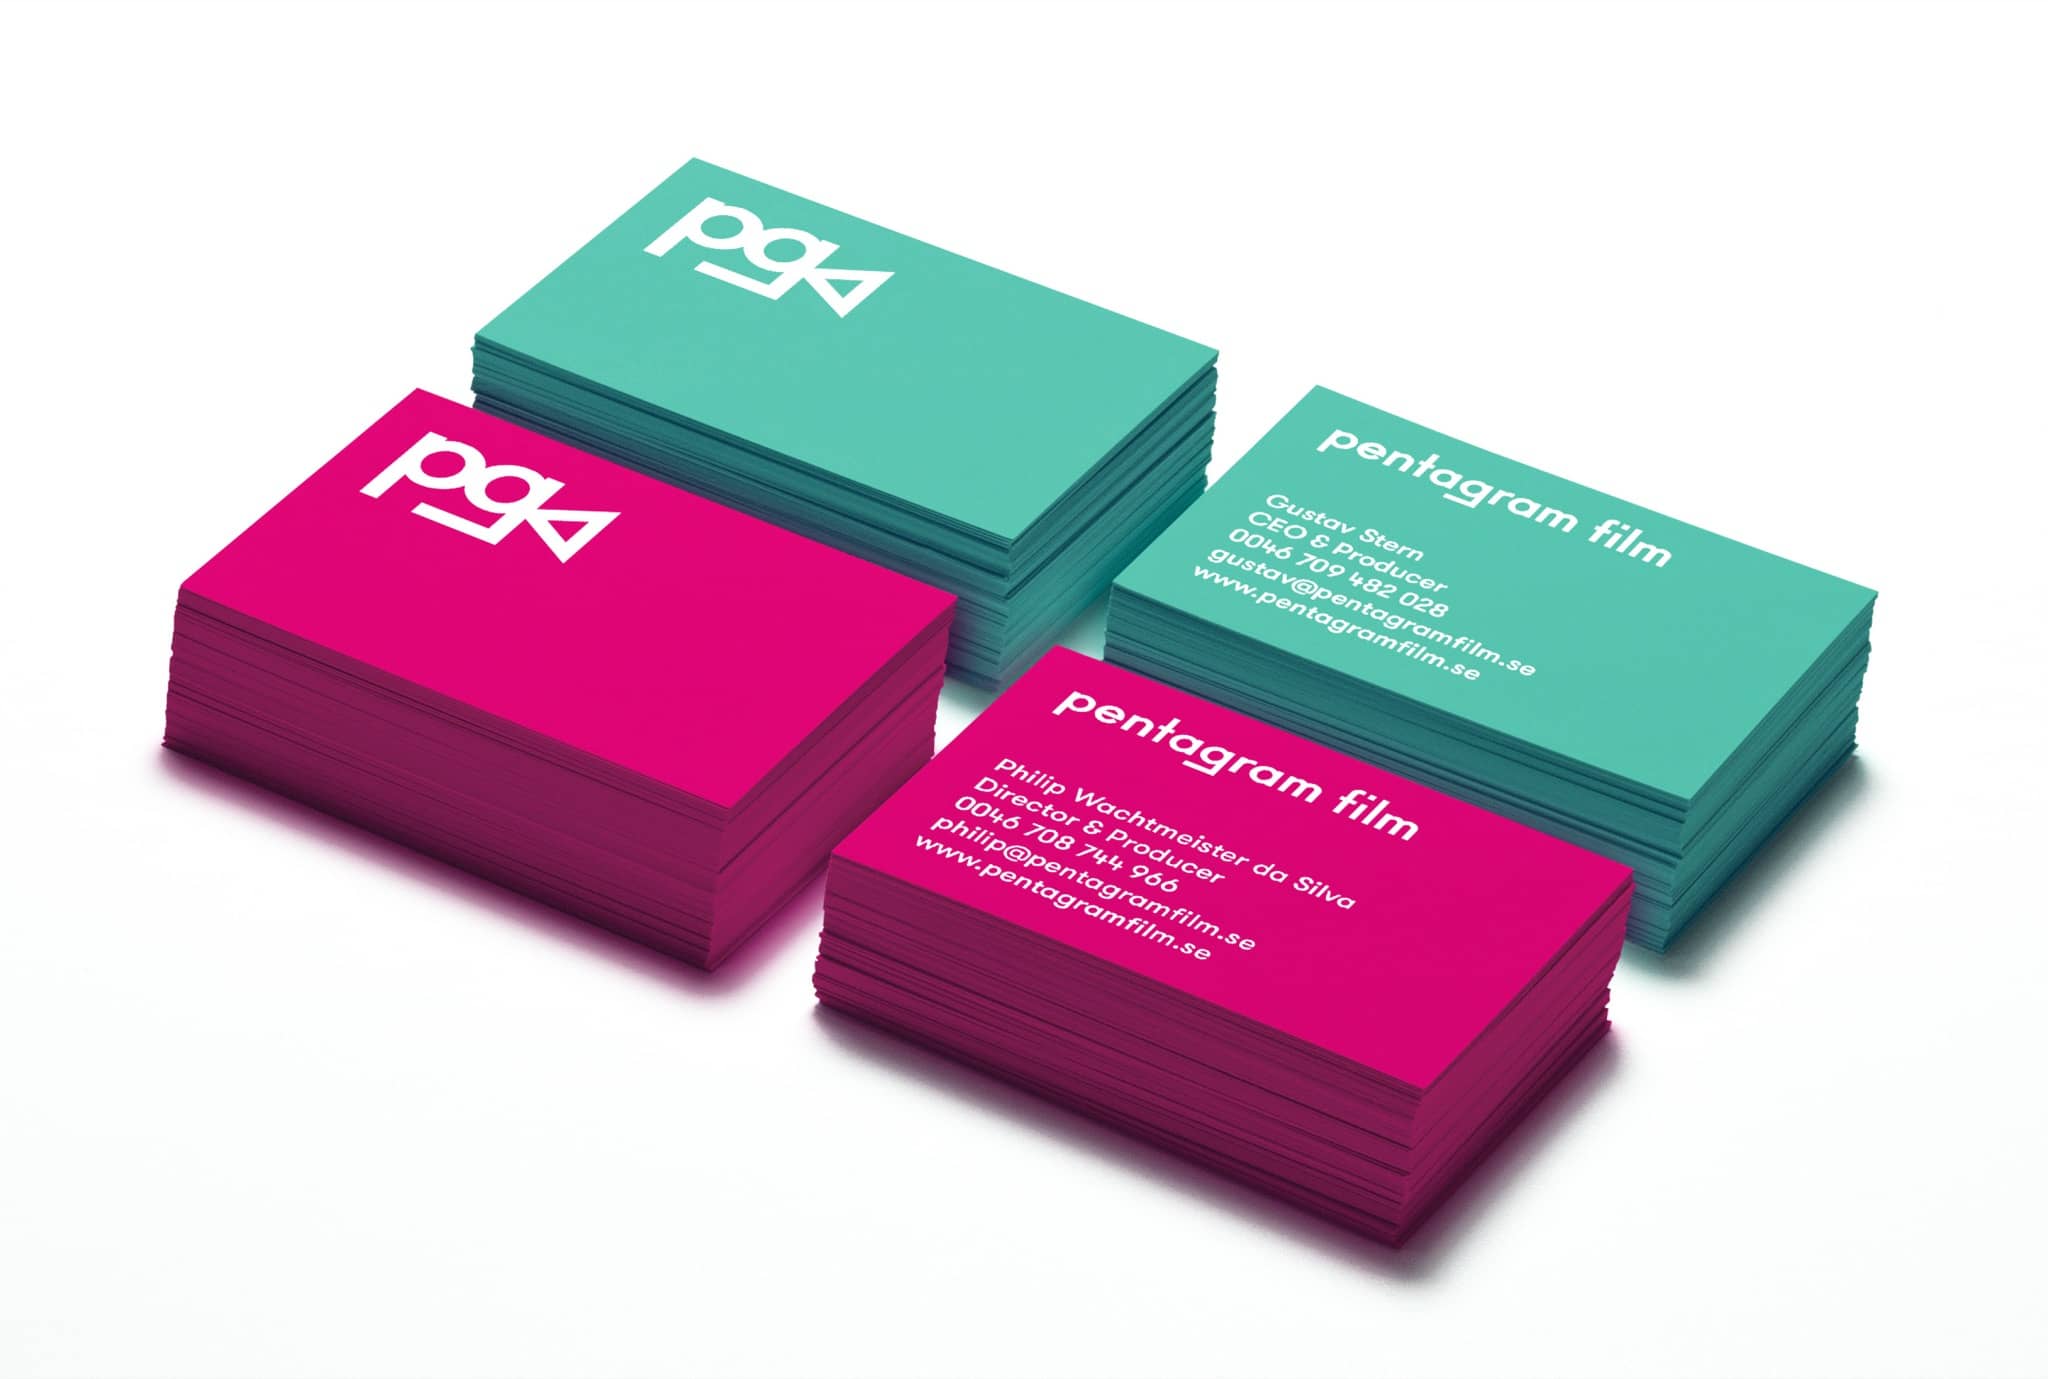 pg
pg
pentagram film
Gustav Stern
CEO & Producer
0046 709 482 028
gustav@pentagramfilm.se
www.pentagramfilm.se
pentagram film
Philip Wachtmeister da Silva
Director & Producer
0046 708 744 966
philip@pentagramfilm.se
www.pentagramfilm.se